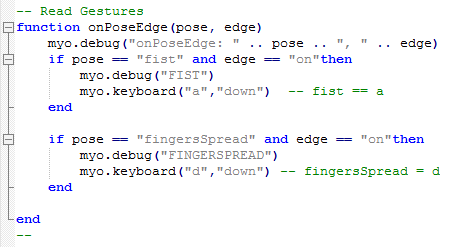 -- Read Gestures
function onPoseEdge(pose, edge)
    myo.debug("onPoseEdge: " .. pose .. ", " .. edge)
    if pose == "fist" and edge == "on"then
        myo.debug("FIST")
        myo.keyboard("a","down")  -- fist == a
    end

    if pose == "fingersSpread" and edge == "on"then
        myo.debug("FINGERSPREAD")
        myo.keyboard("d","down") -- fingersSpread = d
    end

end
--